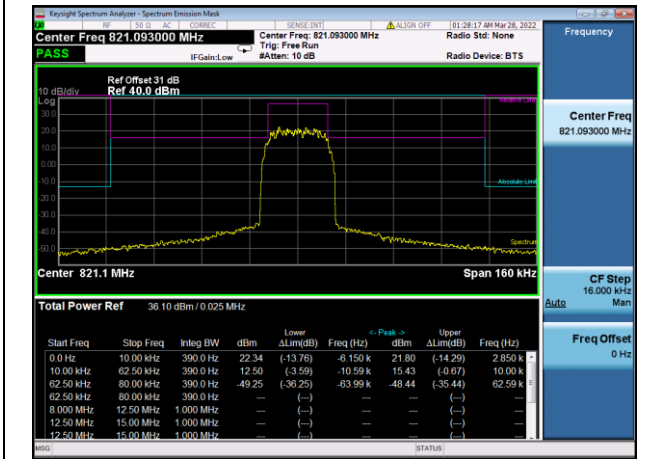 Keysight Spectrum Analyzer - Spectrum Emission Mask
RF 50 Ω AC CORREC SENSE:INT ALIGN OFF 01:28:17 AM Mar 28, 2022
Center Freq 821.093000 MHz Center Freq: 821.093000 MHz Radio Std: None
Trig: Free Run
PASS IFGain:Low #Atten: 10 dB Radio Device: BTS
Ref Offset 31 dB
10 dB/div Ref 40.0 dBm
Log
30.0
20.0
10.0
0.00
-10.0
-20.0
-30.0
-40.0
-50.0
Relative Limit
Absolute Limit
Spectrum
Center 821.1 MHz Span 160 kHz
Total Power Ref 36.10 dBm / 0.025 MHz
Lower <- Peak -> Upper
Start Freq Stop Freq Integ BW dBm ΔLim(dB) Freq (Hz) dBm ΔLim(dB) Freq (Hz)
0.0 Hz 10.00 kHz 390.0 Hz 22.34 (-13.76) -6.150 k 21.80 (-14.29) 2.850 k
10.00 kHz 62.50 kHz 390.0 Hz 12.50 (-3.59) -10.59 k 15.43 (-0.67) 10.00 k
62.50 kHz 80.00 kHz 390.0 Hz -49.25 (-36.25) -63.99 k -48.44 (-35.44) 62.59 k
62.50 kHz 80.00 kHz 390.0 Hz --- (---) --- --- (---) ---
8.000 MHz 12.50 MHz 1.000 MHz --- (---) --- --- (---) ---
12.50 MHz 15.00 MHz 1.000 MHz --- (---) --- --- (---) ---
12.50 MHz 15.00 MHz 1.000 MHz --- (---) --- --- (---) ---
MSG STATUS
Frequency
Center Freq
821.093000 MHz
CF Step
16.000 kHz
Auto Man
Freq Offset
0 Hz